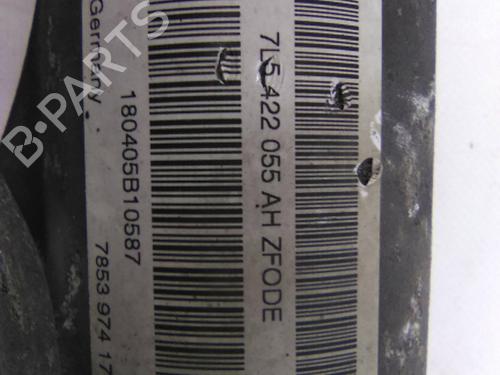 7L5 422 055 AH ZFODE
180405B10587
Germany
7853 974 17
B-PARTS